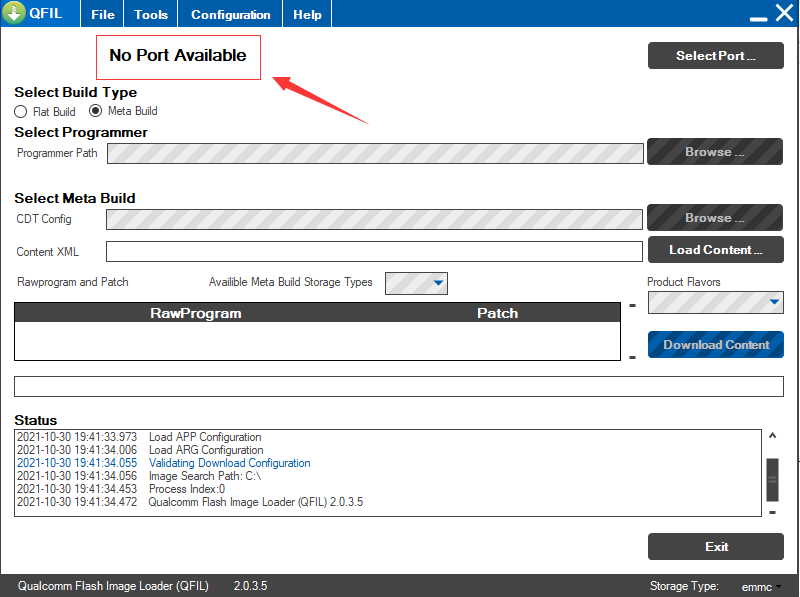 QFIL File Tools Configuration Help
No Port Available
Select Port ...
Select Build Type
Flat Build Meta Build
Select Programmer
Programmer Path Browse ...
Select Meta Build
CDT Config Browse ...
Content XML Load Content ...
Rawprogram and Patch Availible Meta Build Storage Types Product Flavors
RawProgram Patch
Download Content
Status
2021-10-30 19:41:33.973 Load APP Configuration
2021-10-30 19:41:34.006 Load ARG Configuration
2021-10-30 19:41:34.055 Validating Download Configuration
2021-10-30 19:41:34.056 Image Search Path: C:\
2021-10-30 19:41:34.453 Process Index:0
2021-10-30 19:41:34.472 Qualcomm Flash Image Loader (QFIL) 2.0.3.5
Exit
Qualcomm Flash Image Loader (QFIL) 2.0.3.5 Storage Type: emmc